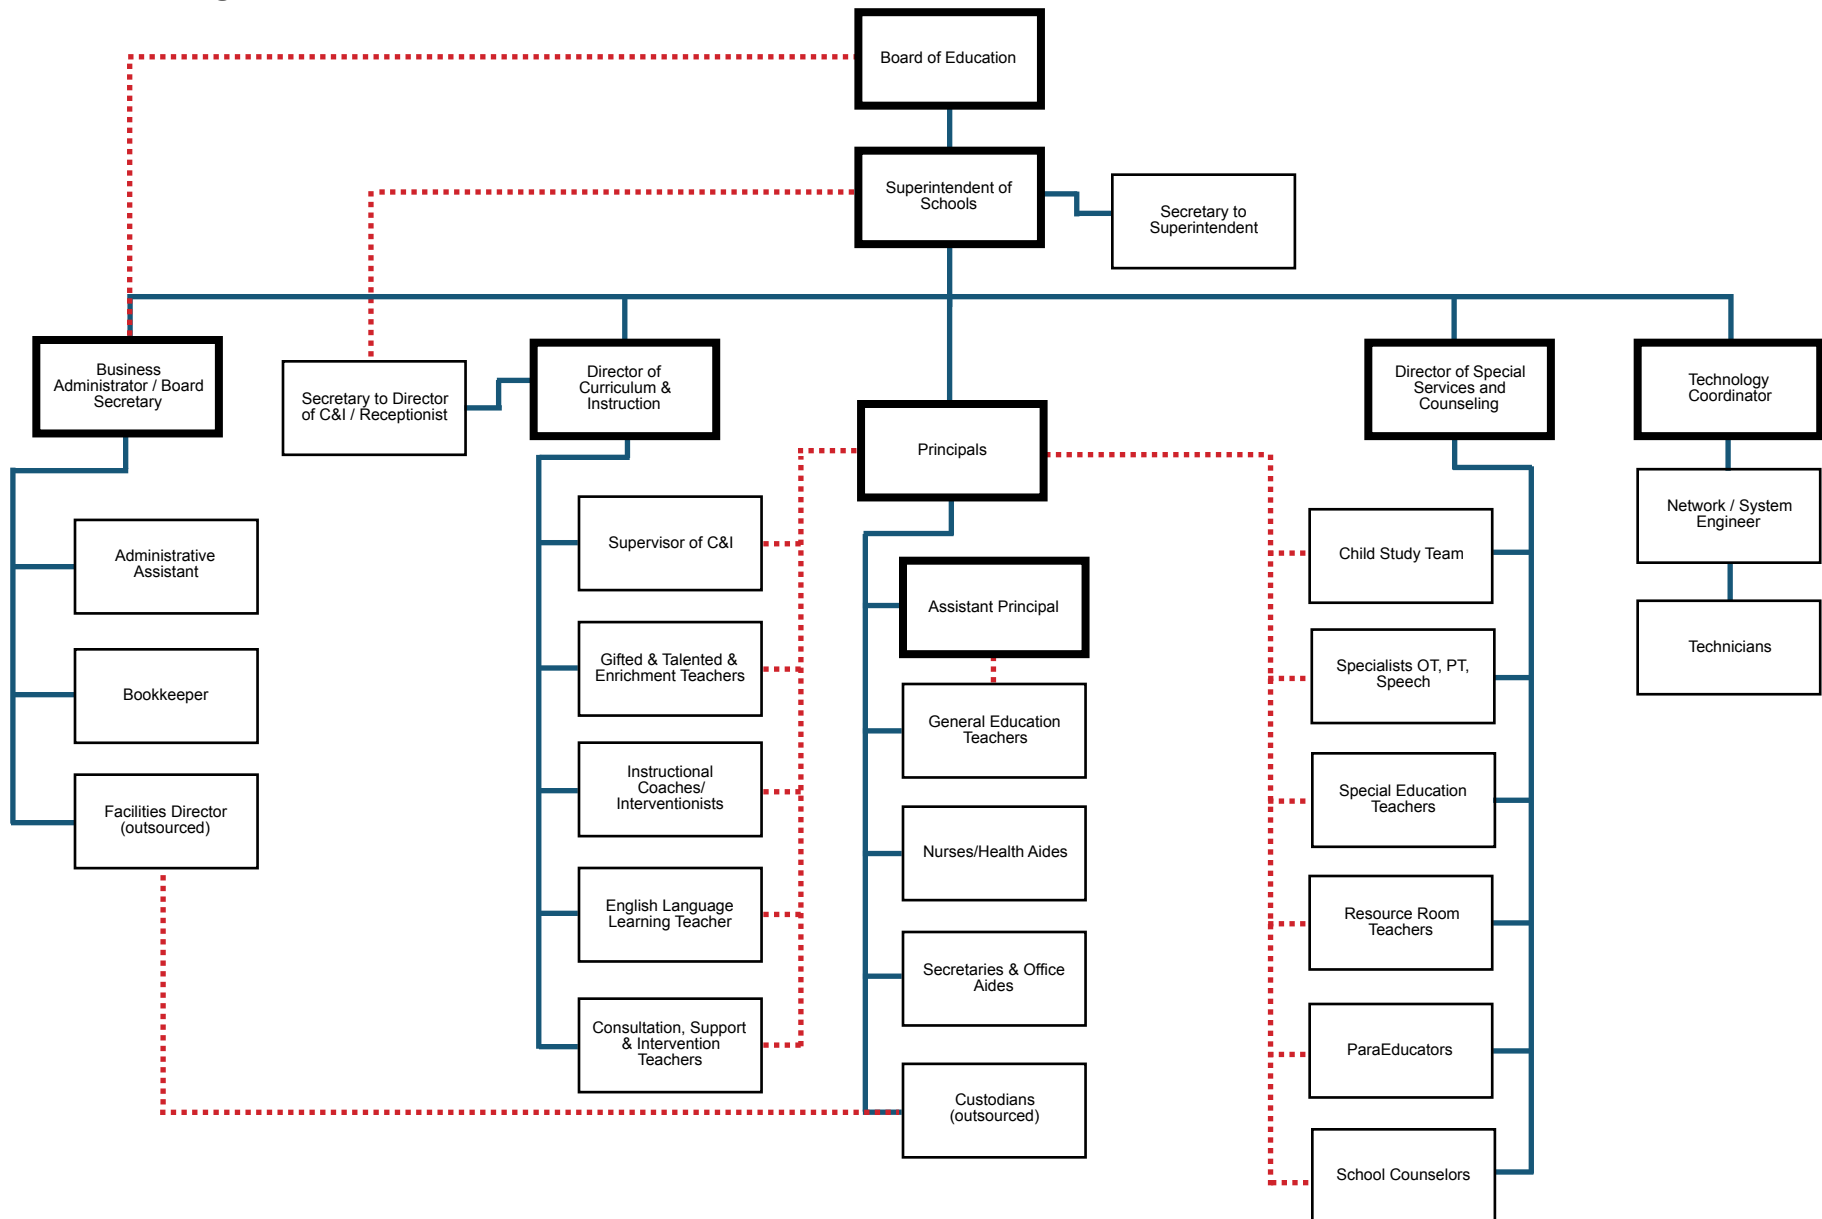 Board of Education
Superintendent of
Schools
Secretary to
Superintendent
Business
Administrator / Board
Secretary
Secretary to Director
of C&I / Receptionist
Director of
Curriculum &
Instruction
Principals
Director of Special
Services and
Counseling
Technology
Coordinator
Administrative
Assistant
Bookkeeper
Facilities Director
(outsourced)
Supervisor of C&I
Gifted & Talented &
Enrichment Teachers
Instructional
Coaches/
Interventionists
English Language
Learning Teacher
Consultation, Support
& Intervention
Teachers
Assistant Principal
General Education
Teachers
Nurses/Health Aides
Secretaries & Office
Aides
Custodians
(outsourced)
Child Study Team
Specialists OT, PT,
Speech
Special Education
Teachers
Resource Room
Teachers
ParaEducators
School Counselors
Network / System
Engineer
Technicians